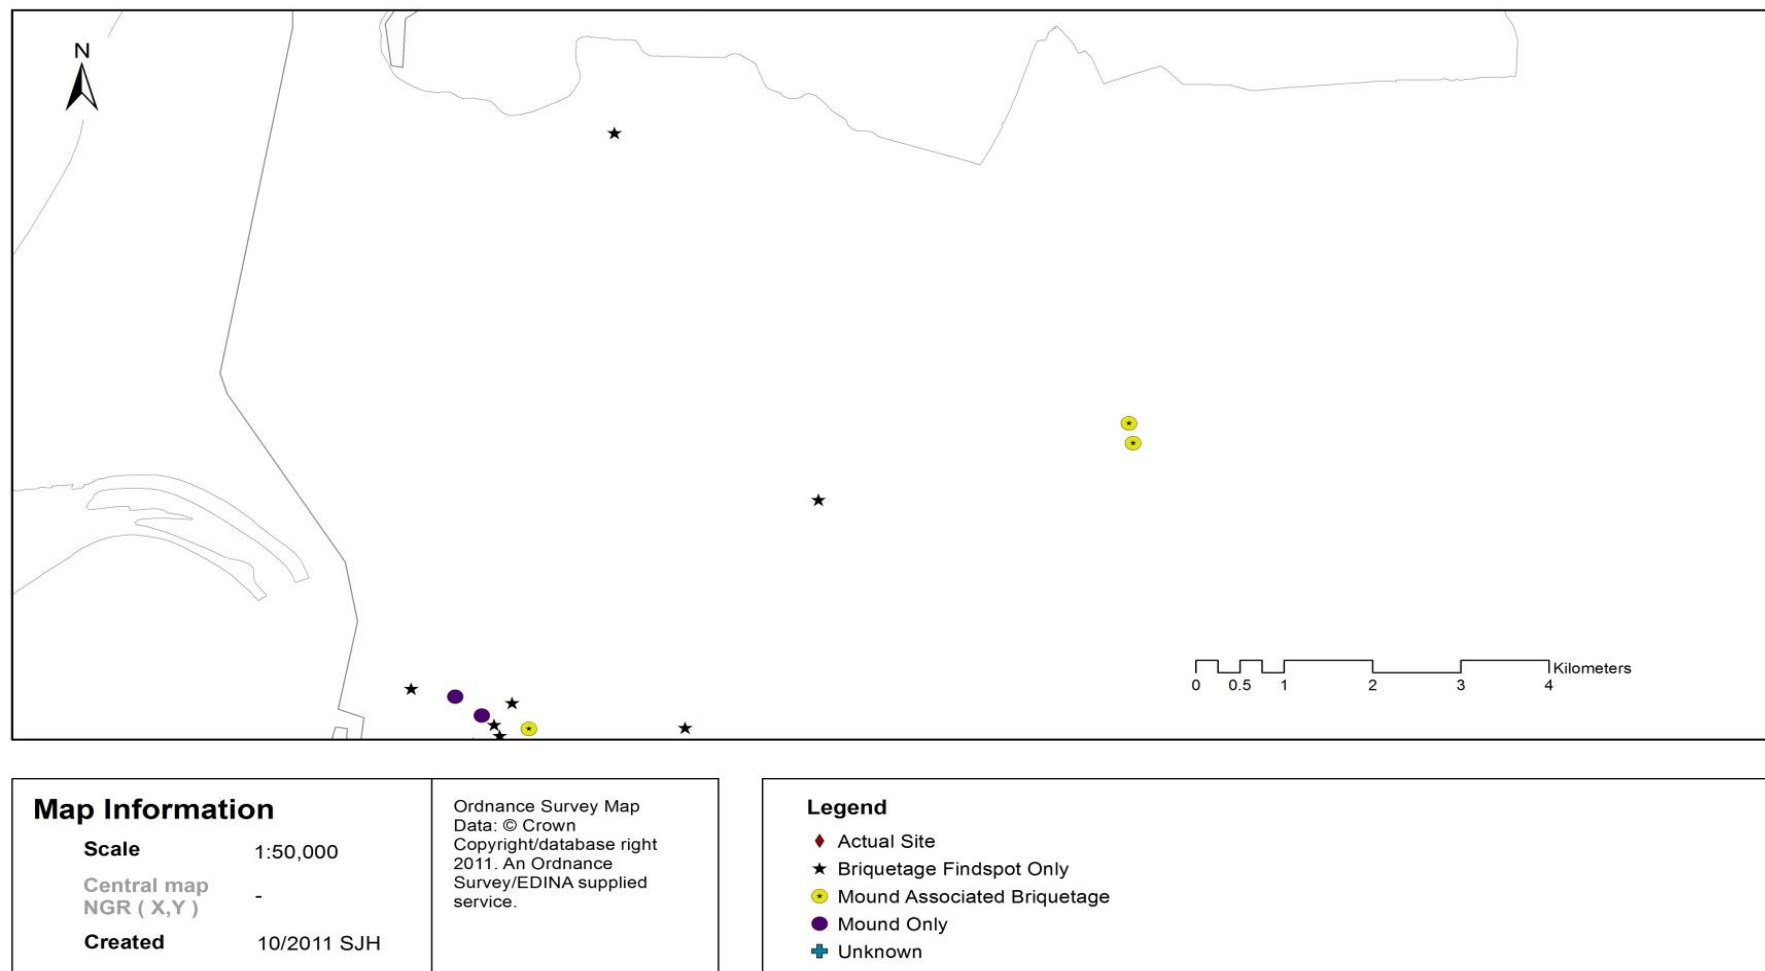 N
Kilometers
0 0.5 1 2 3 4
Map Information
Scale 1:50,000
Central map
NGR ( X,Y ) -
Created 10/2011 SJH
Ordnance Survey Map
Data: © Crown
Copyright/database right
2011. An Ordnance
Survey/EDINA supplied
service.
Legend
Actual Site
Briquetage Findspot Only
Mound Associated Briquetage
Mound Only
Unknown